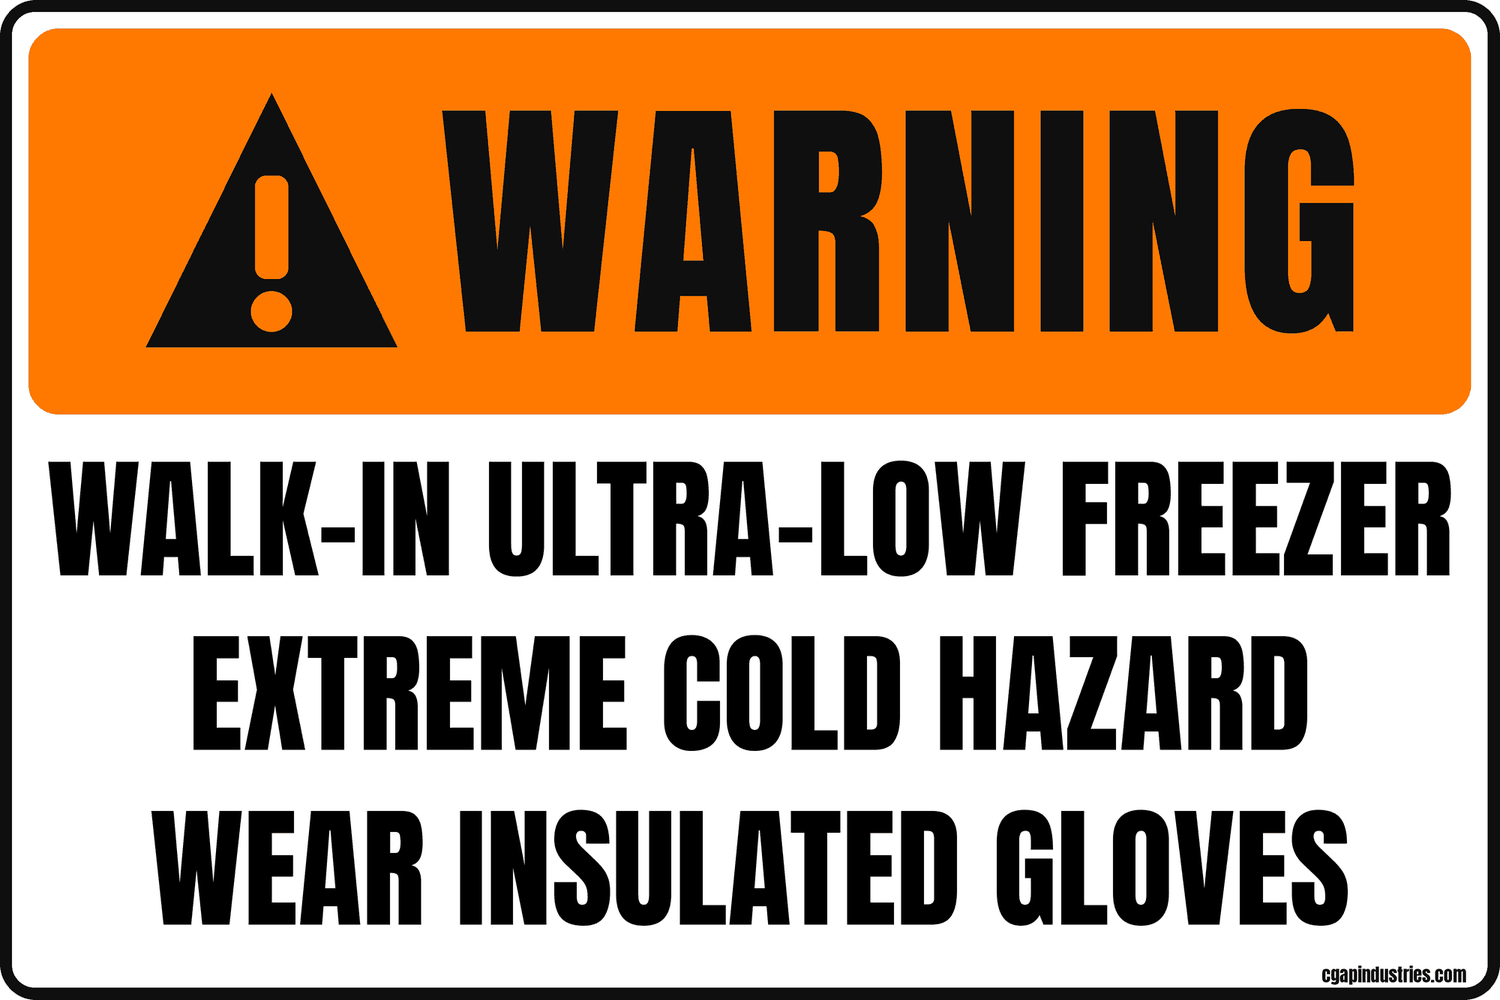 WARNING
WALK-IN ULTRA-LOW FREEZER
EXTREME COLD HAZARD
WEAR INSULATED GLOVES
cgapindustries.com